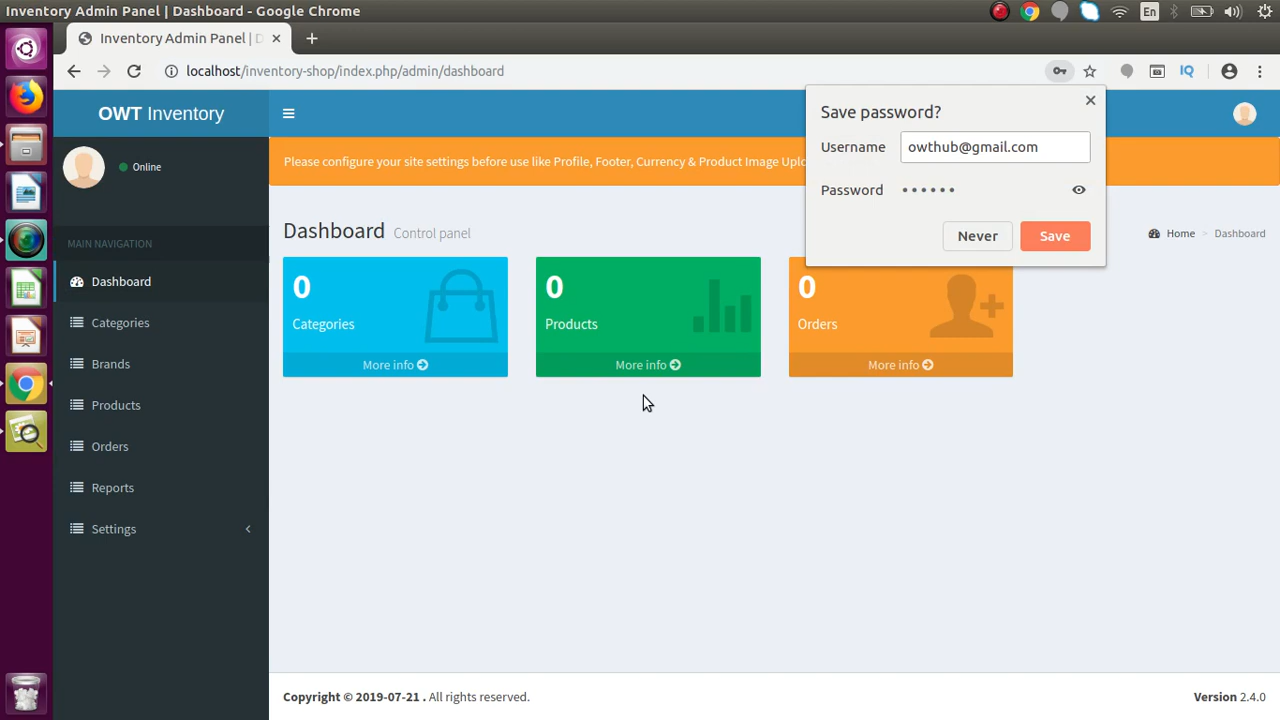 Inventory Admin Panel | Dashboard - Google Chrome
En
Inventory Admin Panel |
localhost/inventory-shop/index.php/admin/dashboard
IQ
OWT Inventory
Save password?
Username owthub@gmail.com
Password ••••••
Never Save
Online
Please configure your site settings before use like Profile, Footer, Currency & Product Image
MAIN NAVIGATION
Dashboard Control panel
Home > Dashboard
Dashboard
Categories
Brands
Products
Orders
Reports
Settings
0
Categories
More info
0
Products
More info
0
Orders
More info
Copyright © 2019-07-21 . All rights reserved.
Version 2.4.0